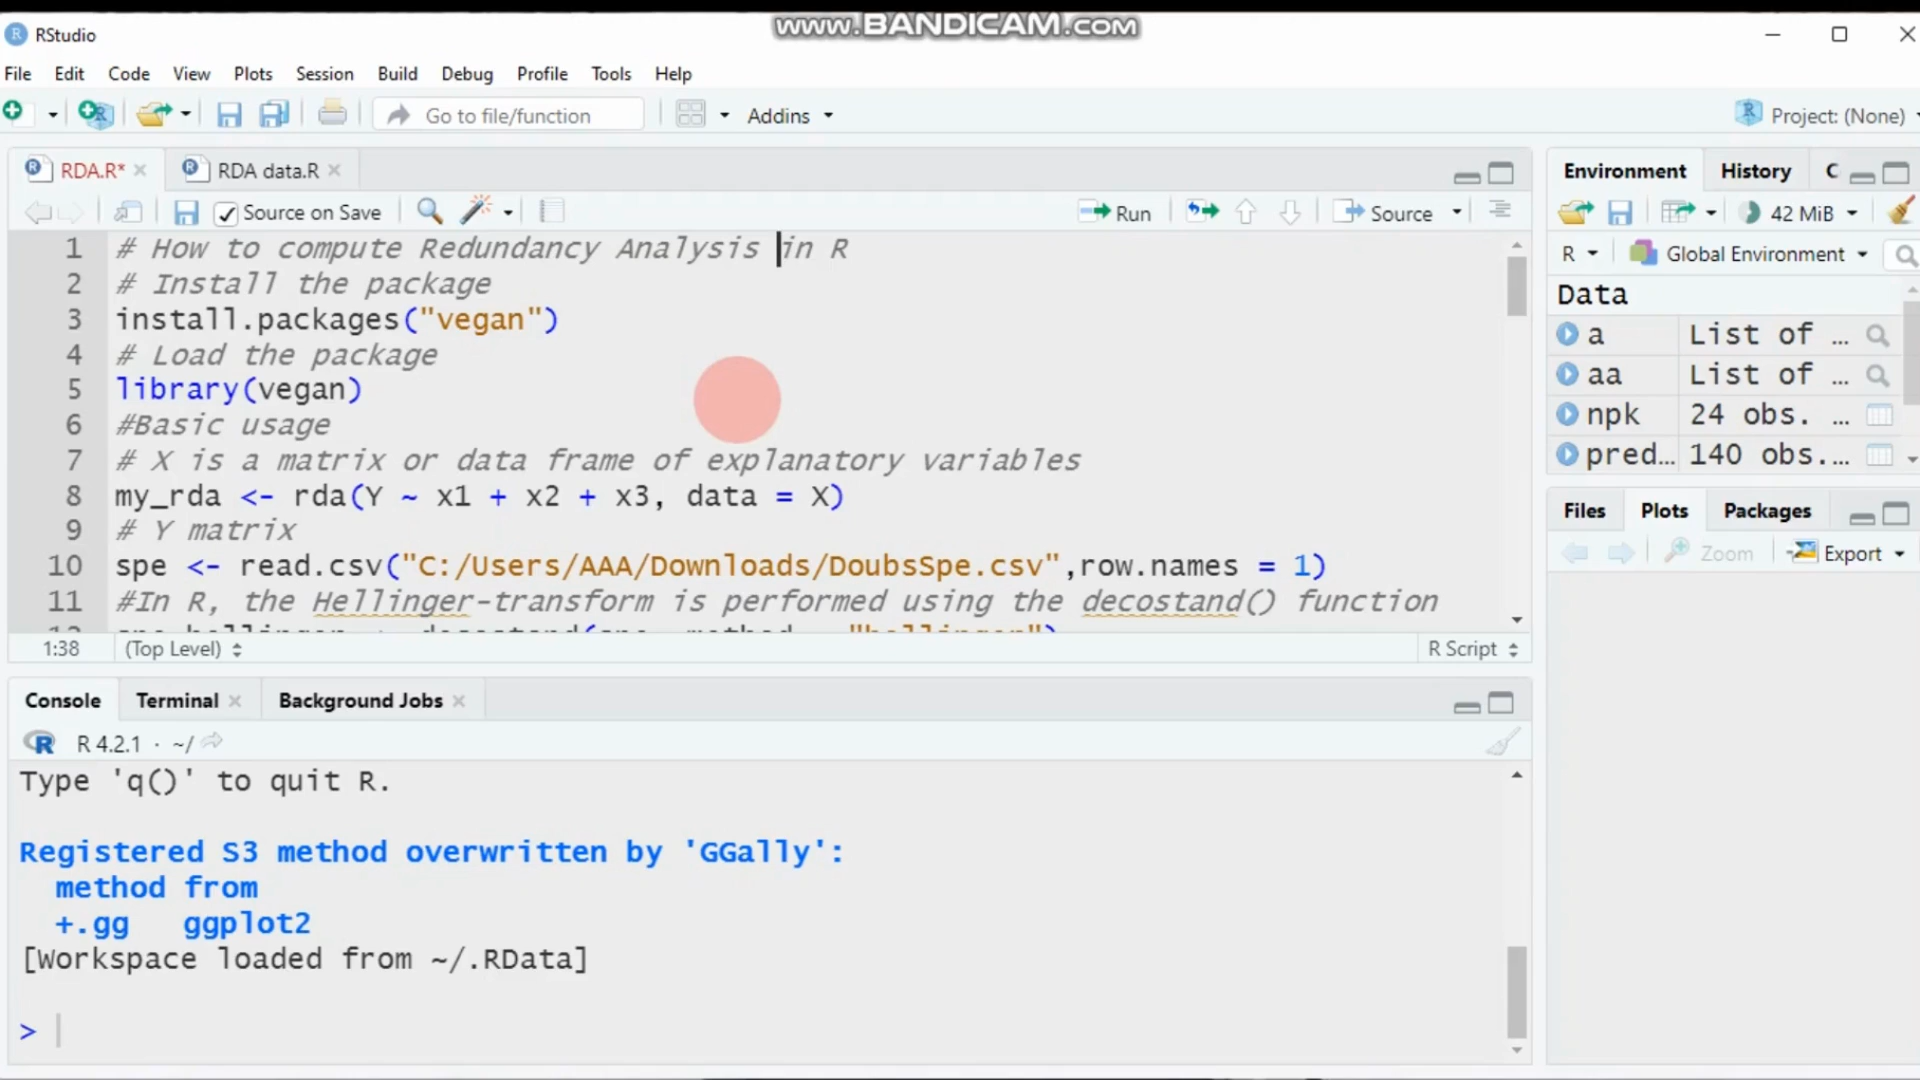 www.BANDICAM.com
RStudio
File Edit Code View Plots Session Build Debug Profile Tools Help
Go to file/function Addins Project: (None)
RDA.R* RDA data.R
Source on Save Run Source
1 # How to compute Redundancy Analysis in R
2 # Install the package
3 install.packages("vegan")
4 # Load the package
5 library(vegan)
6 #Basic usage
7 # X is a matrix or data frame of explanatory variables
8 my_rda <- rda(Y ~ x1 + x2 + x3, data = X)
9 # Y matrix
10 spe <- read.csv("C:/Users/AAA/Downloads/DoubsSpe.csv",row.names = 1)
11 #In R, the Hellinger-transform is performed using the decostand() function
1:38 (Top Level) R Script
Console Terminal Background Jobs
R 4.2.1 · ~/
Type 'q()' to quit R.
Registered S3 method overwritten by 'GGally':
method from
+.gg ggplot2
[Workspace loaded from ~/.RData]
>
Environment History C
42 MiB
R Global Environment
Data
a List of ...
aa List of ...
npk 24 obs. ...
pred... 140 obs....
Files Plots Packages
Zoom Export